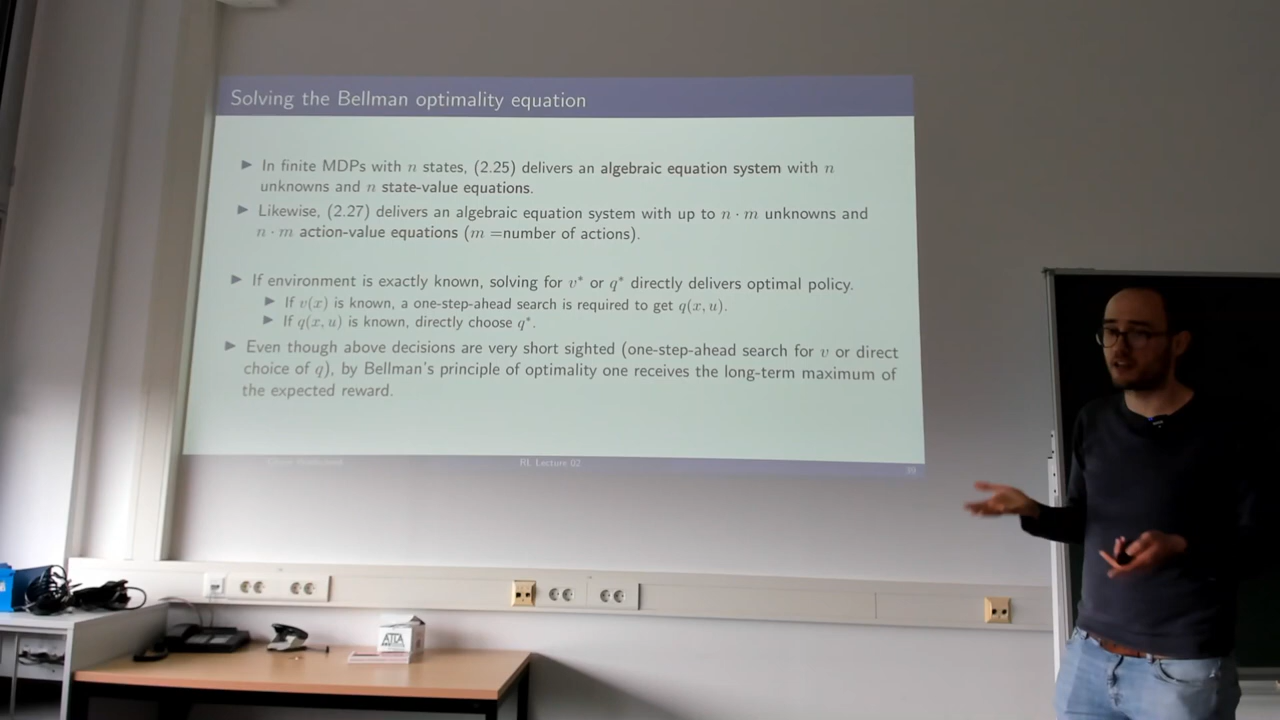 Solving the Bellman optimality equation
▶ In finite MDPs with n states, (2.25) delivers an algebraic equation system with n
unknowns and n state-value equations.
▶ Likewise, (2.27) delivers an algebraic equation system with up to n · m unknowns and
n · m action-value equations (m =number of actions).
▶ If environment is exactly known, solving for v* or q* directly delivers optimal policy.
▶ If v(x) is known, a one-step-ahead search is required to get q(x, u).
▶ If q(x, u) is known, directly choose q*.
▶ Even though above decisions are very short sighted (one-step-ahead search for v or direct
choice of q), by Bellman's principle of optimality one receives the long-term maximum of
the expected reward.
RL Lecture 02
ATLA